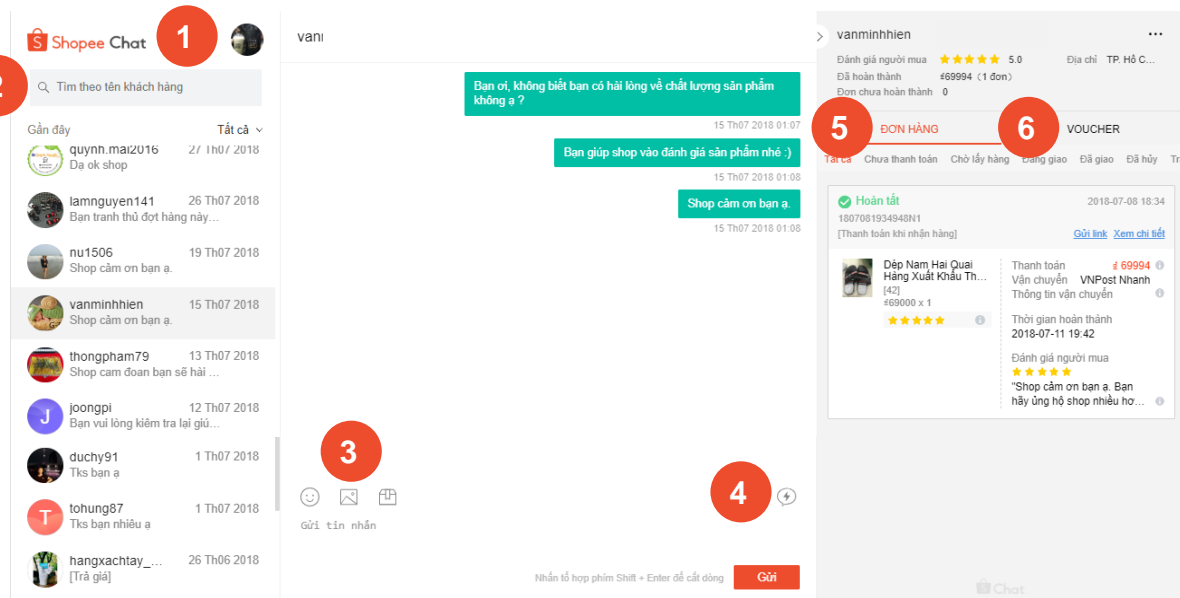 Shopee Chat
1
2
Tìm theo tên khách hàng
Gần đây
Tất cả
quynh.mai2016
27 Th07 2018
Dạ ok shop
lamnguyen141
26 Th07 2018
Bạn tranh thủ đợt hàng này…
nu1506
19 Th07 2018
Shop cảm ơn bạn ạ.
vanminhhien
15 Th07 2018
Shop cảm ơn bạn ạ.
thongpham79
13 Th07 2018
Shop cam đoan bạn sẽ hài …
J
joongpi
12 Th07 2018
Bạn vui lòng kiểm tra lại giú…
duchy91
1 Th07 2018
Tks bạn ạ
T
tohung87
1 Th07 2018
Tks bạn nhiều ạ
hangxachtay_…
26 Th06 2018
[Trả giá]
vanı
Bạn ơi, không biết bạn có hài lòng về chất lượng sản phẩm
không ạ ?
15 Th07 2018 01:07
Bạn giúp shop vào đánh giá sản phẩm nhé :)
15 Th07 2018 01:08
Shop cảm ơn bạn ạ.
15 Th07 2018 01:08
3
4
Gửi tin nhắn
Nhấn tổ hợp phím Shift + Enter để cắt dòng
Gửi
vanminhhien
Đánh giá người mua 5.0
Địa chỉ TP. Hồ C…
Đã hoàn thành ₫69994 (1 đơn)
Đơn chưa hoàn thành 0
5
ĐƠN HÀNG
6
VOUCHER
Tất cả Chưa thanh toán Chờ lấy hàng Đang giao Đã giao Đã hủy
Hoàn tất
2018-07-08 18:34
1807081934948N1
[Thanh toán khi nhận hàng]
Gửi link Xem chi tiết
Dép Nam Hai Quai
Hàng Xuất Khẩu Th…
[42]
₫69000 x 1
Thanh toán ₫ 69994
Vận chuyển VNPost Nhanh
Thông tin vận chuyển
Thời gian hoàn thành
2018-07-11 19:42
Đánh giá người mua
"Shop cảm ơn bạn ạ. Bạn
hãy ủng hộ shop nhiều hơ…
Chat